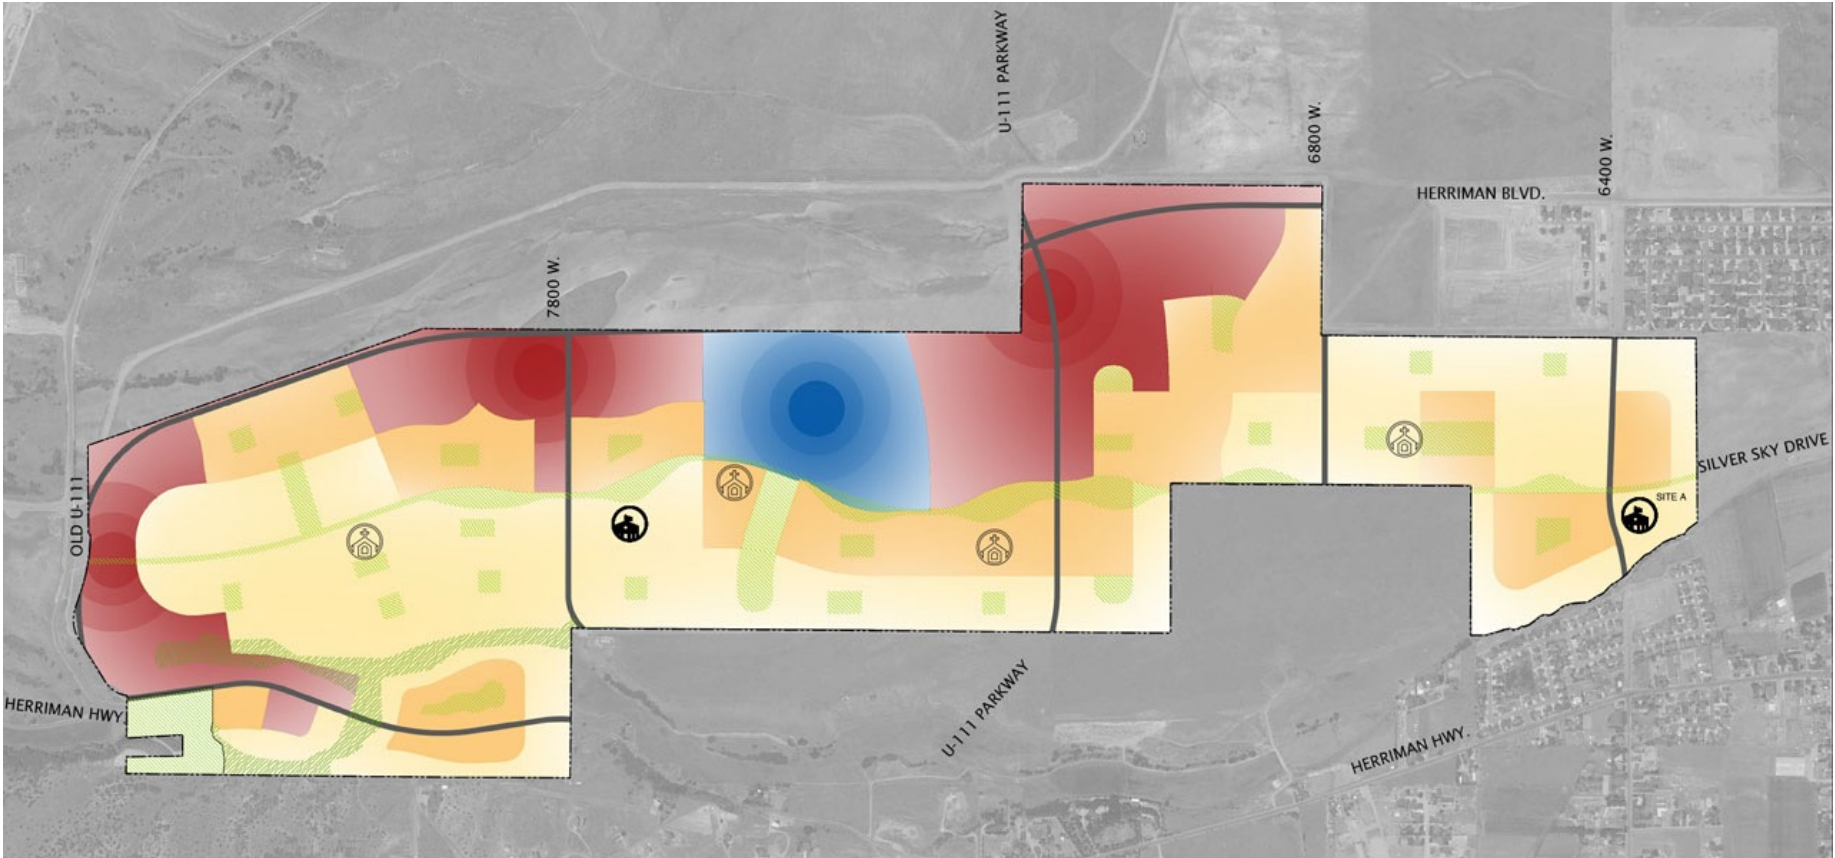 U-111 PARKWAY
6800 W.
6400 W.
HERRIMAN BLVD.
7800 W.
OLD U-111
SILVER SKY DRIVE
SITE A
HERRIMAN HWY.
U-111 PARKWAY
HERRIMAN HWY.